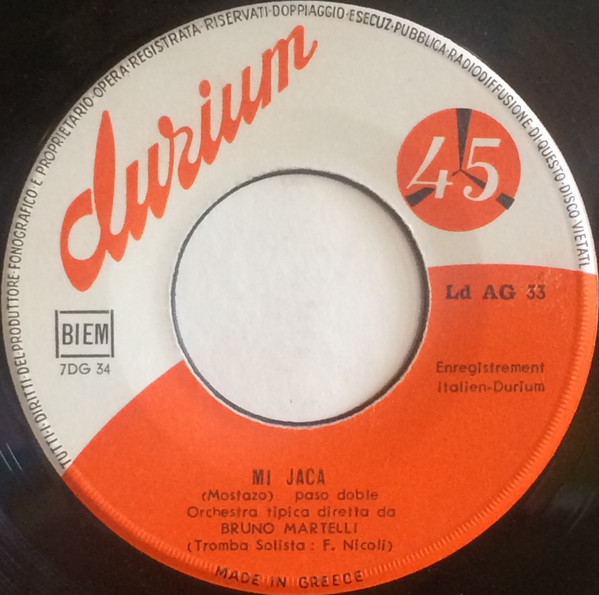 TUTTI·DIRITTI·DEL PRODUTTORE·FONOGRAFICO E PROPRIETARIO·OPERA·REGISTRATA·RISERVATI·DOPPIAGGIO·ESECUZ·PUBBLICA·RADIODIFFUSIONE·DI QUESTO·DISCO·VIETATI
durium
45
Ld AG 33
BIEM
7DG 34
Enregistrement
italien-Durium
MI JACA
(Mostazo) paso doble
Orchestra tipica diretta da
BRUNO MARTELLI
(Tromba Solista : F. Nicoli)
MADE IN GREECE